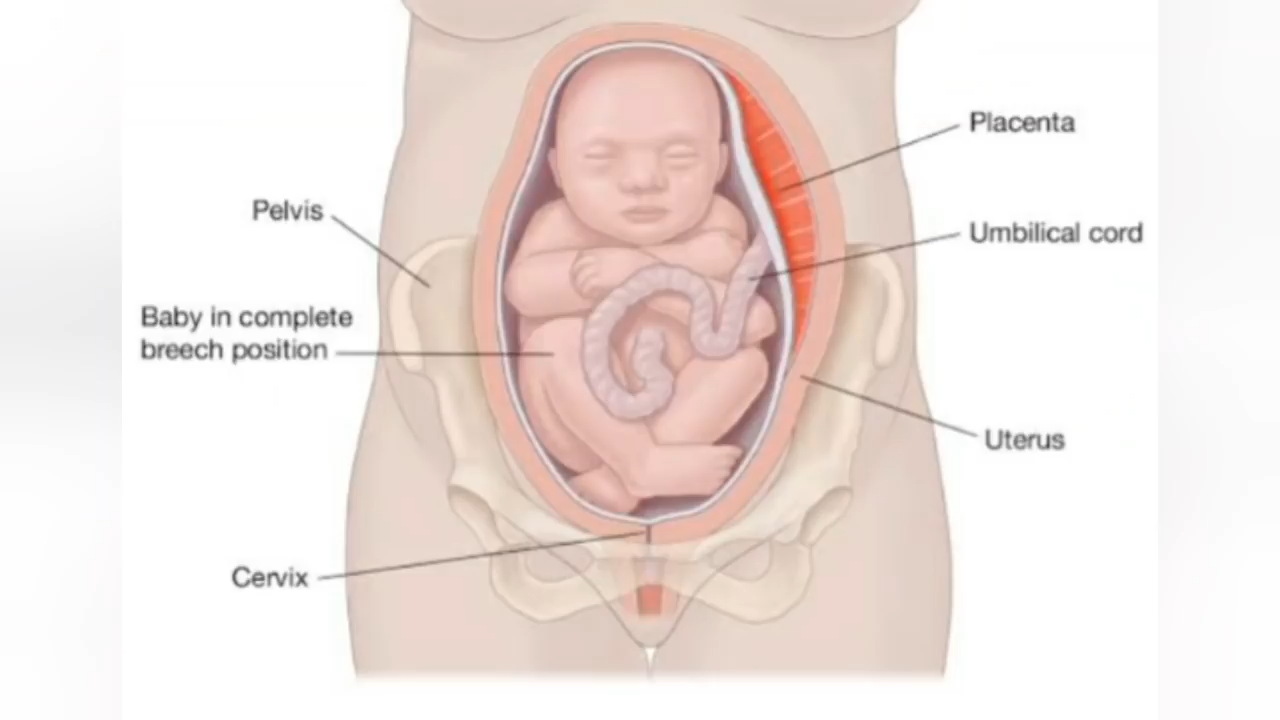 Placenta
Pelvis
Umbilical cord
Baby in complete
breech position
Uterus
Cervix